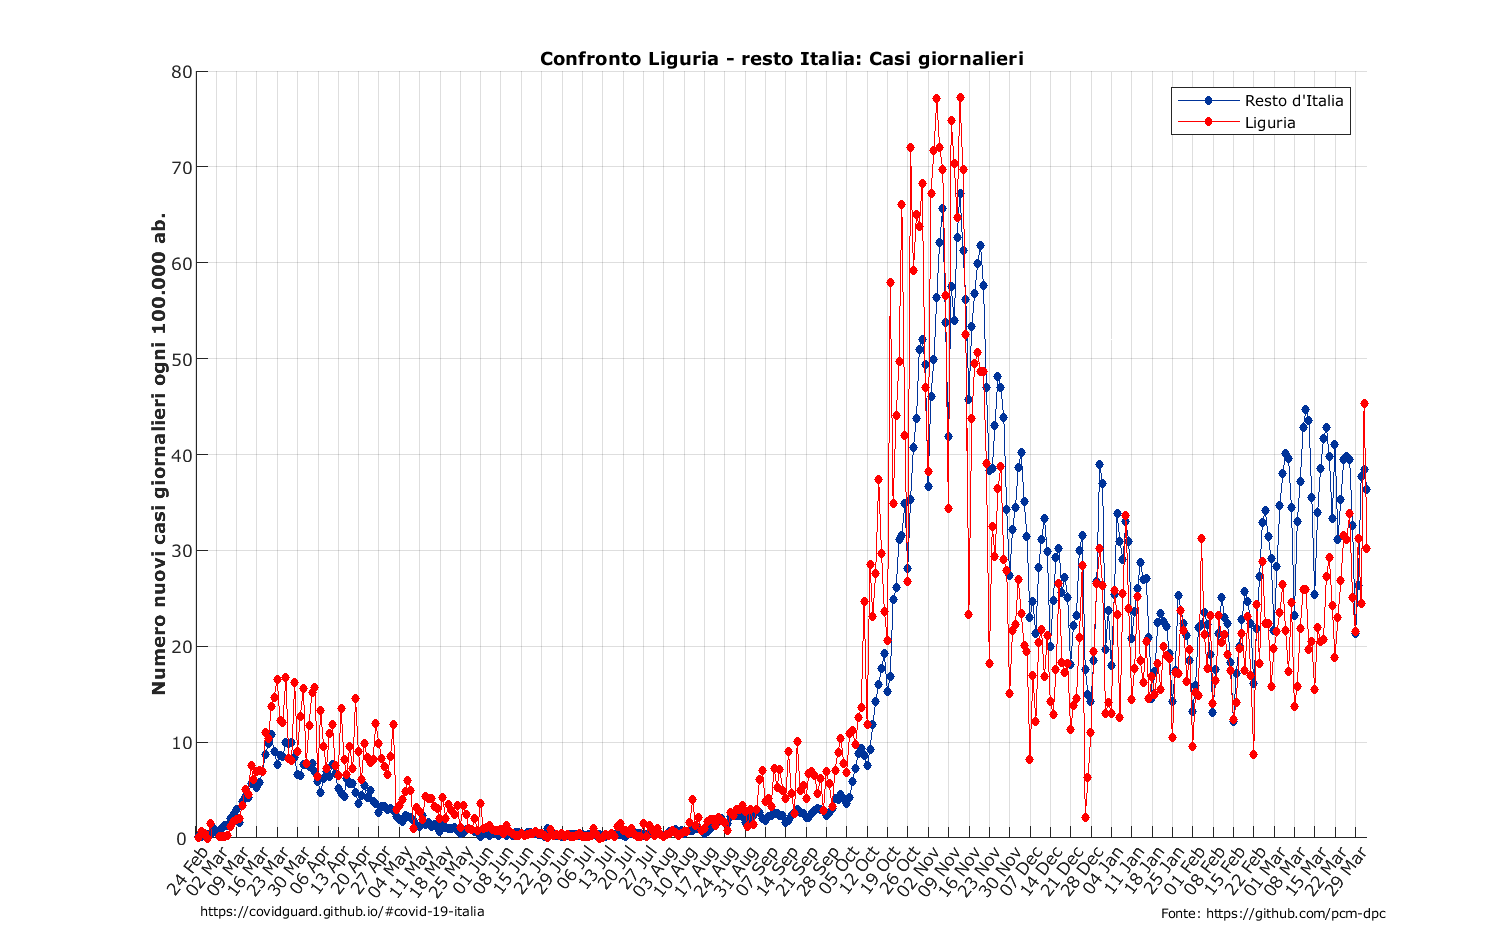 Confronto Liguria - resto Italia: Casi giornalieri
Resto d'Italia
Liguria
Numero nuovi casi giornalieri ogni 100.000 ab.
80
70
60
50
40
30
20
10
0
24 Feb
02 Mar
09 Mar
16 Mar
23 Mar
30 Mar
06 Apr
13 Apr
20 Apr
27 Apr
04 May
11 May
18 May
25 May
01 Jun
08 Jun
15 Jun
22 Jun
29 Jun
06 Jul
13 Jul
20 Jul
27 Jul
03 Aug
10 Aug
17 Aug
24 Aug
31 Aug
07 Sep
14 Sep
21 Sep
28 Sep
05 Oct
12 Oct
19 Oct
26 Oct
02 Nov
09 Nov
16 Nov
23 Nov
30 Nov
07 Dec
14 Dec
21 Dec
28 Dec
04 Jan
11 Jan
18 Jan
25 Jan
01 Feb
08 Feb
15 Feb
22 Feb
01 Mar
08 Mar
15 Mar
22 Mar
29 Mar
https://covidguard.github.io/#covid-19-italia
Fonte: https://github.com/pcm-dpc